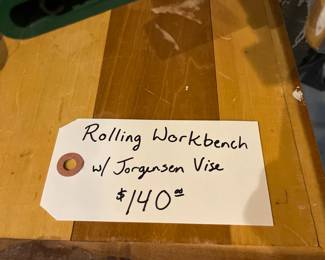 Rolling Workbench
w/ Jorgensen Vise
$140.00